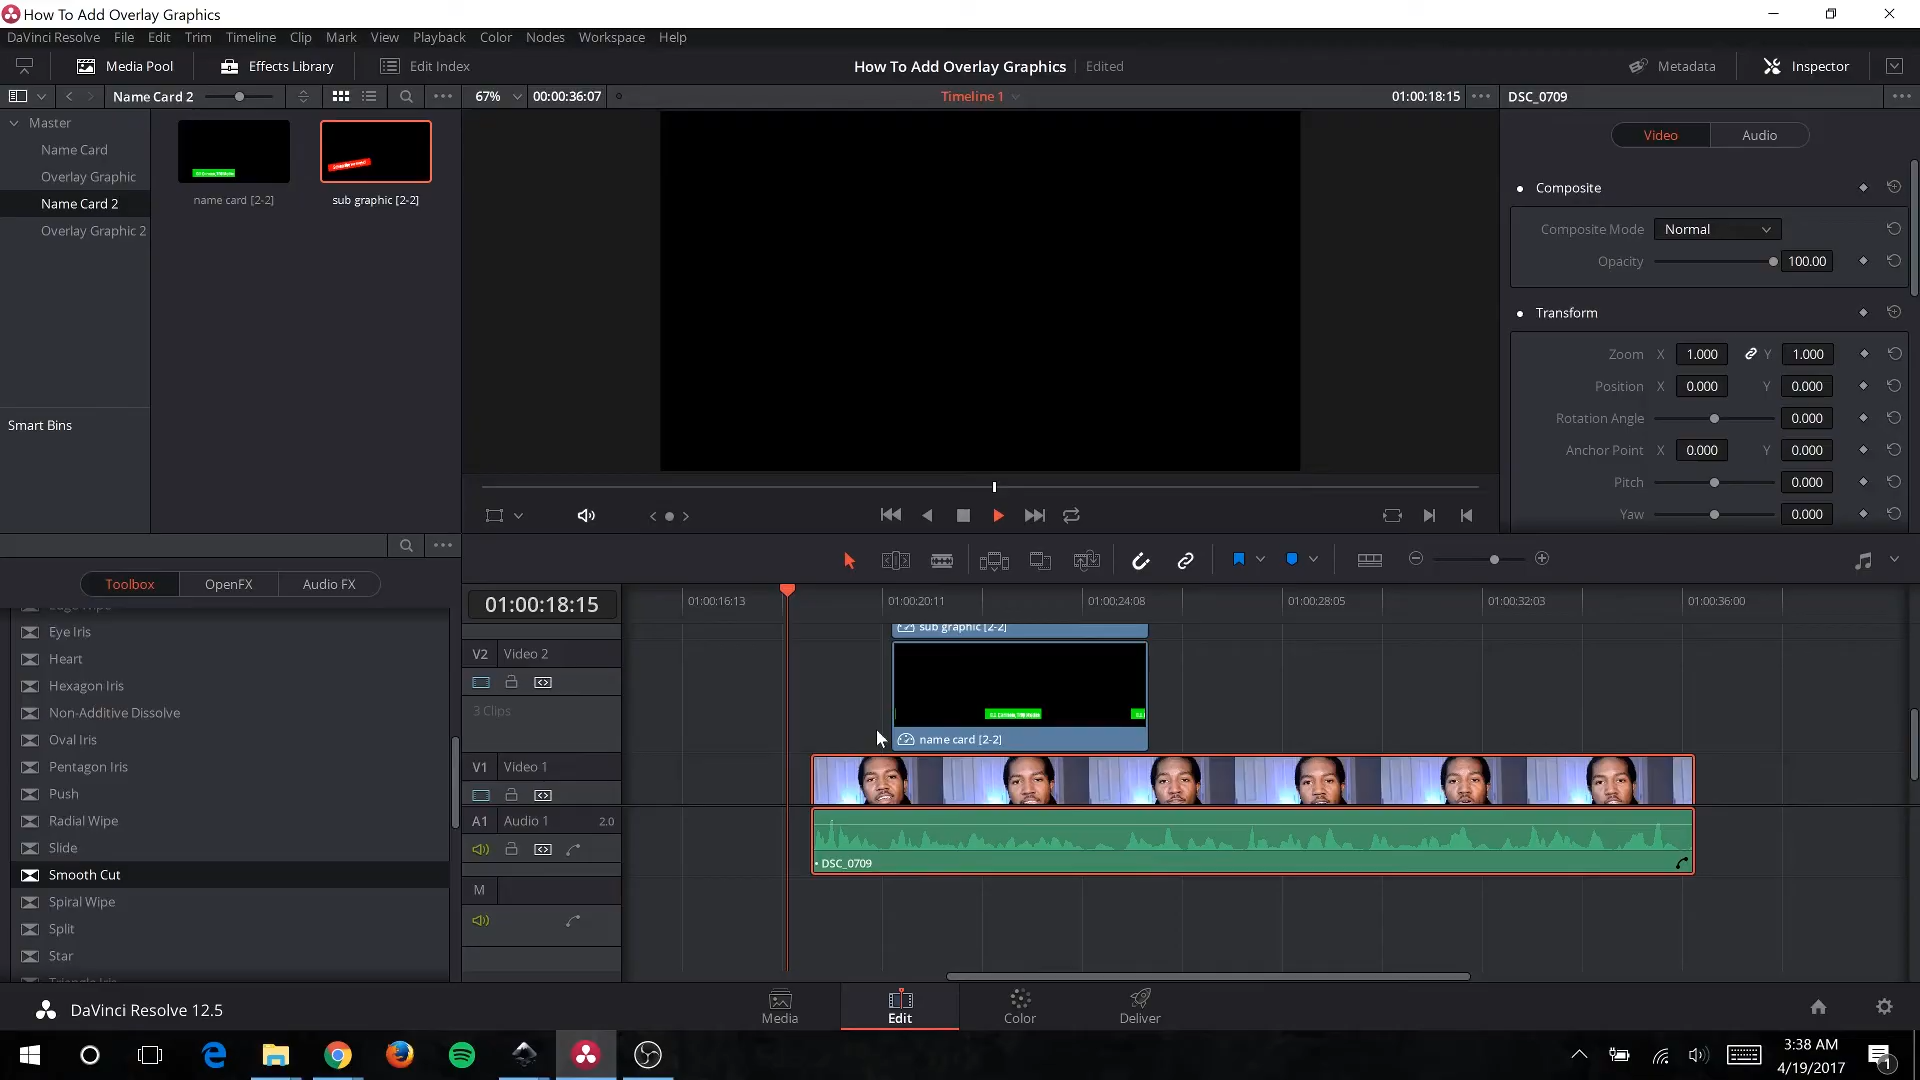 How To Add Overlay Graphics
DaVinci Resolve File Edit Trim Timeline Clip Mark View Playback Color Nodes Workspace Help
Media Pool Effects Library Edit Index How To Add Overlay Graphics Edited Metadata Inspector
Name Card 2 67% 00:00:36:07 Timeline 1 01:00:18:15 DSC_0709
Master
Name Card
Overlay Graphic
Name Card 2
Overlay Graphic 2
name card [2-2] sub graphic [2-2]
Smart Bins
Video Audio
Composite
Composite Mode Normal
Opacity 100.00
Transform
Zoom X 1.000 Y 1.000
Position X 0.000 Y 0.000
Rotation Angle 0.000
Anchor Point X 0.000 Y 0.000
Pitch 0.000
Yaw 0.000
Toolbox OpenFX Audio FX
Eye Iris
Heart
Hexagon Iris
Non-Additive Dissolve
Oval Iris
Pentagon Iris
Push
Radial Wipe
Slide
Smooth Cut
Spiral Wipe
Split
Star
01:00:18:15 01:00:16:13 01:00:20:11 01:00:24:08 01:00:28:05 01:00:32:03 01:00:36:00
sub graphic [2-2]
V2 Video 2
3 Clips
name card [2-2]
V1 Video 1
A1 Audio 1 2.0
DSC_0709
M
DaVinci Resolve 12.5
Media Edit Color Deliver
3:38 AM
4/19/2017
1